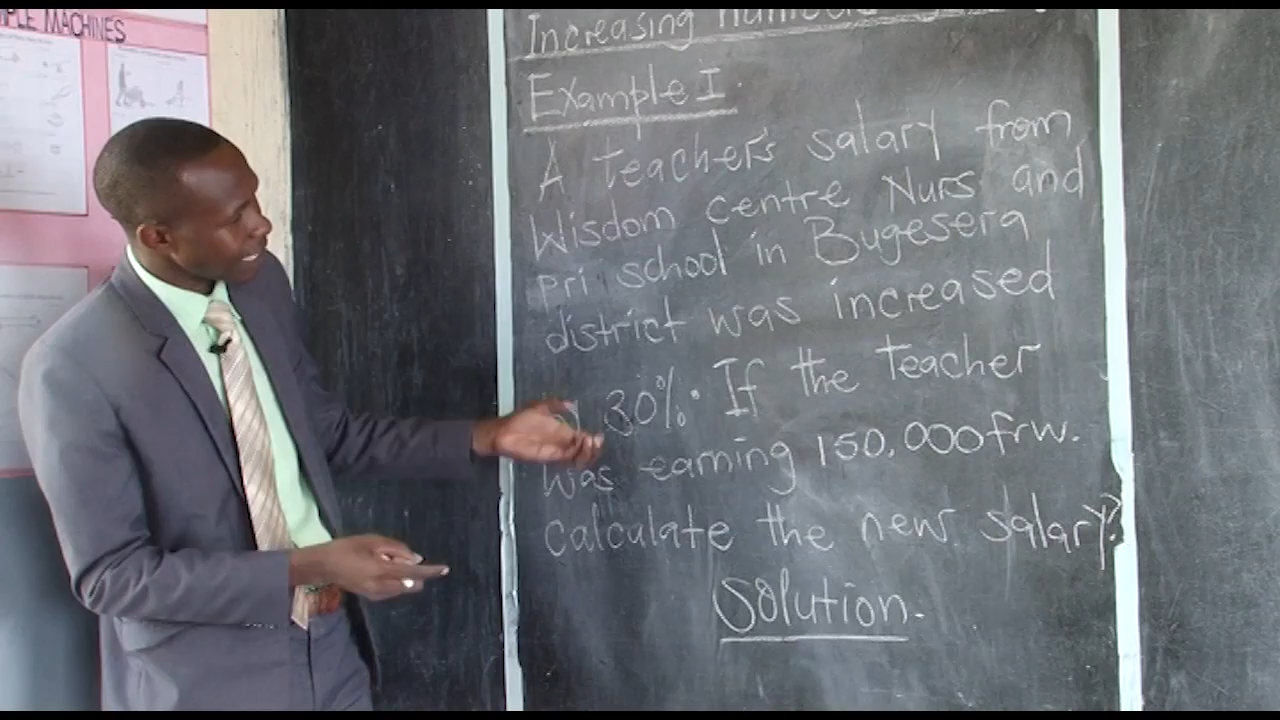 MACHINES
Increasing
Example I.
A teacher's salary from
Wisdom centre Nurs and
pri school in Bugesera
district was increased
30%. If the teacher
was earning 150,000frw.
Calculate the new salary?
Solution.